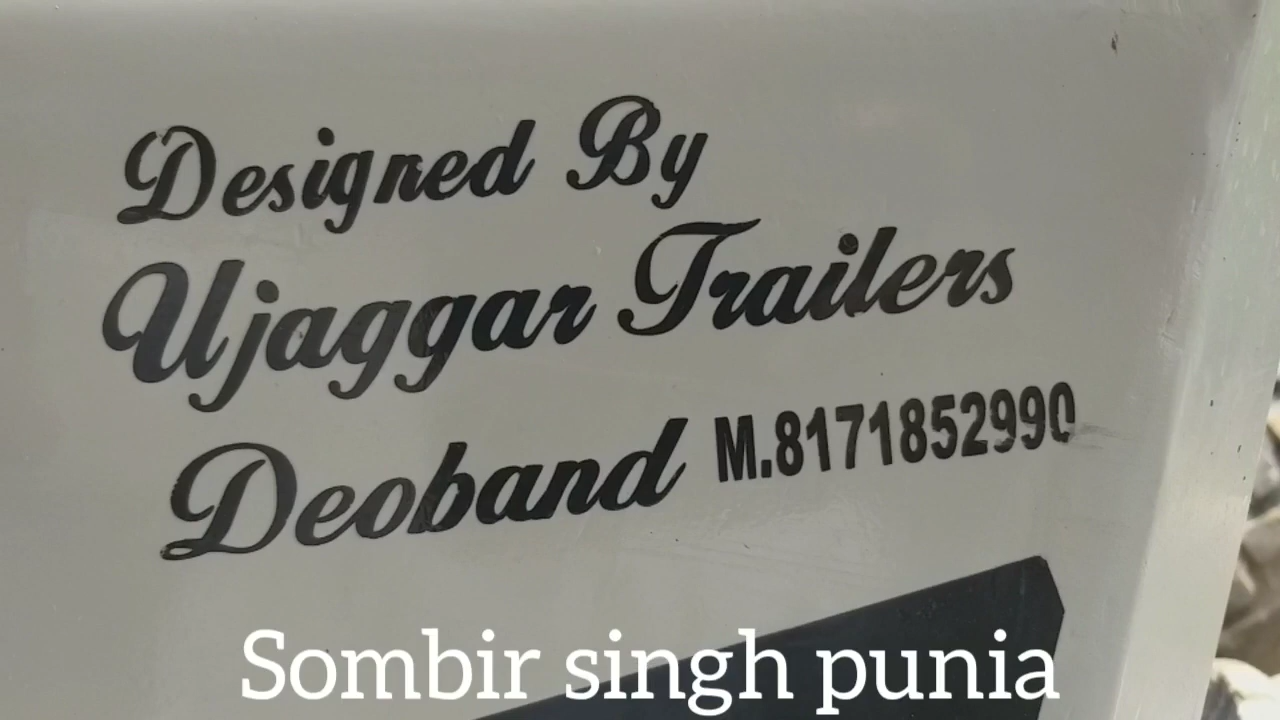 Designed By
Ujaggar Trailers
Deoband M.8171852990
Sombir singh punia